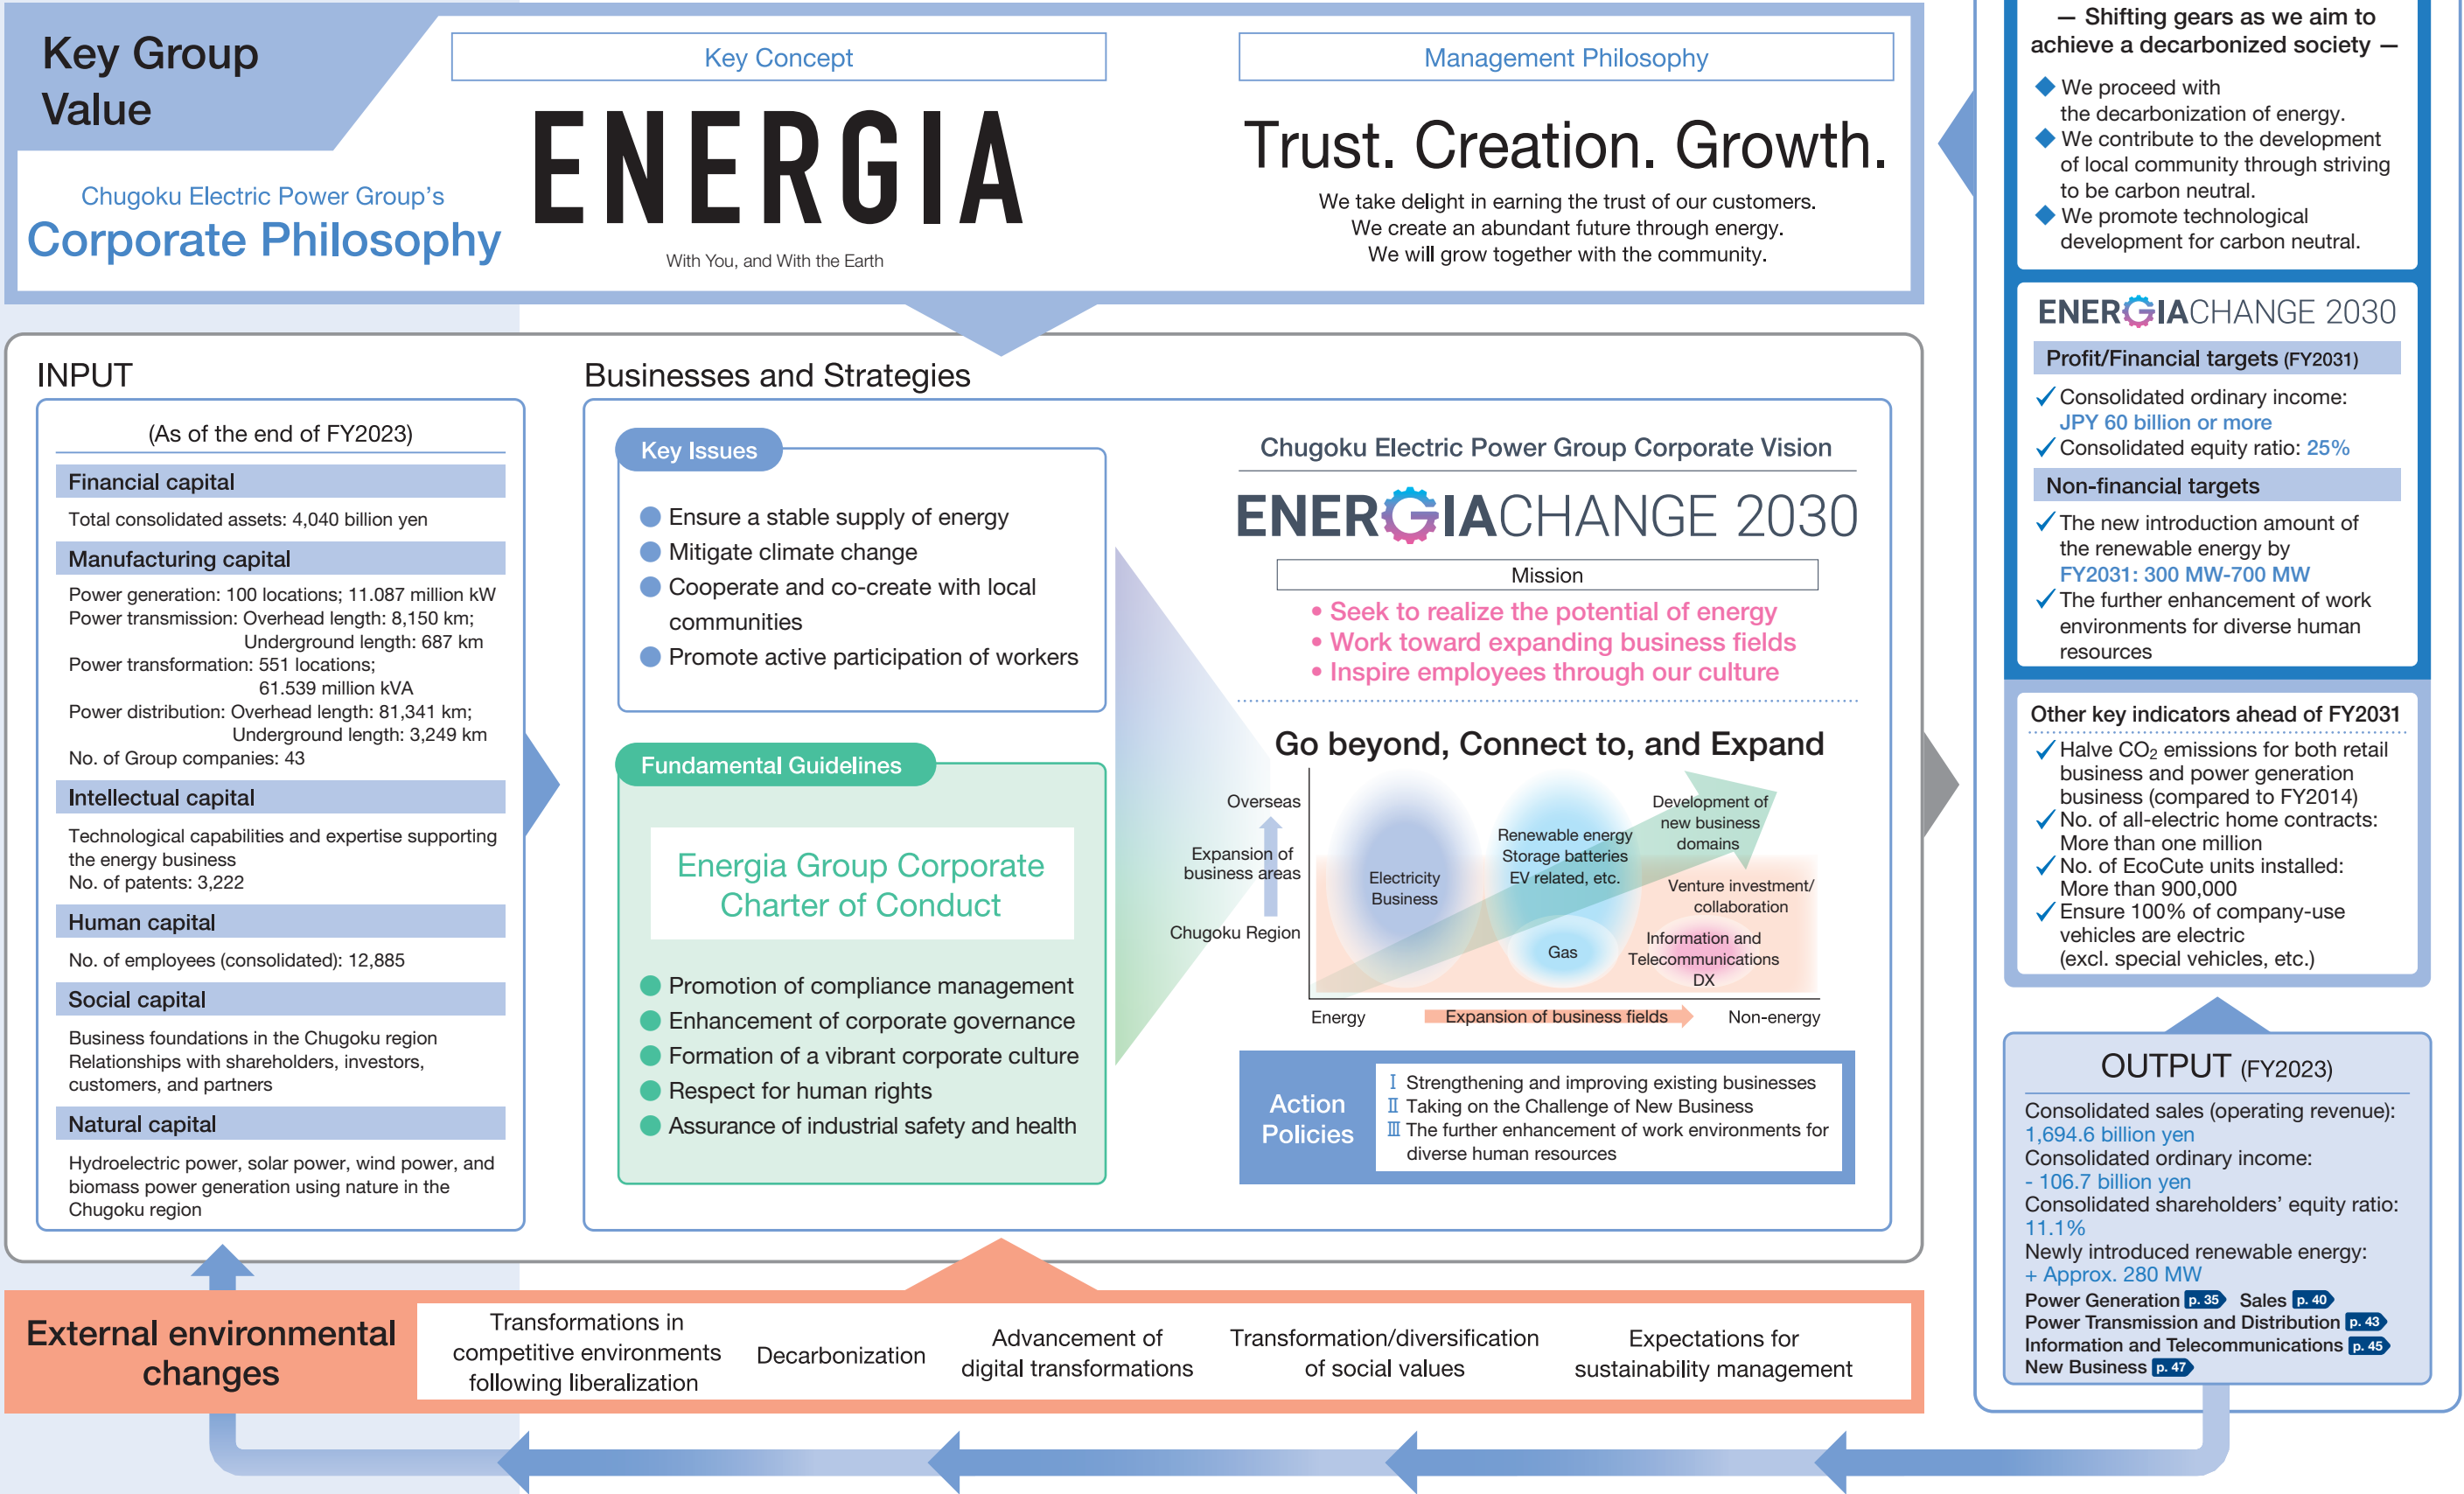 Key Group
Value
Chugoku Electric Power Group's
Corporate Philosophy
Key Concept
ENERGIA
With You, and With the Earth
Management Philosophy
Trust. Creation. Growth.
We take delight in earning the trust of our customers.
We create an abundant future through energy.
We will grow together with the community.
INPUT
(As of the end of FY2023)
Financial capital
Total consolidated assets: 4,040 billion yen
Manufacturing capital
Power generation: 100 locations; 11.087 million kW
Power transmission: Overhead length: 8,150 km;
Underground length: 687 km
Power transformation: 551 locations;
61.539 million kVA
Power distribution: Overhead length: 81,341 km;
Underground length: 3,249 km
No. of Group companies: 43
Intellectual capital
Technological capabilities and expertise supporting
the energy business
No. of patents: 3,222
Human capital
No. of employees (consolidated): 12,885
Social capital
Business foundations in the Chugoku region
Relationships with shareholders, investors,
customers, and partners
Natural capital
Hydroelectric power, solar power, wind power, and
biomass power generation using nature in the
Chugoku region
Businesses and Strategies
Key Issues
● Ensure a stable supply of energy
● Mitigate climate change
● Cooperate and co-create with local
communities
● Promote active participation of workers
Fundamental Guidelines
Energia Group Corporate
Charter of Conduct
● Promotion of compliance management
● Enhancement of corporate governance
● Formation of a vibrant corporate culture
● Respect for human rights
● Assurance of industrial safety and health
Chugoku Electric Power Group Corporate Vision
ENERGIACHANGE 2030
Mission
• Seek to realize the potential of energy
• Work toward expanding business fields
• Inspire employees through our culture
Go beyond, Connect to, and Expand
Overseas
Expansion of
business areas
Chugoku Region
Electricity
Business
Renewable energy
Storage batteries
EV related, etc.
Gas
Development of
new business
domains
Venture investment/
collaboration
Information and
Telecommunications
DX
Energy
Expansion of business fields
Non-energy
Action
Policies
Ⅰ Strengthening and improving existing businesses
Ⅱ Taking on the Challenge of New Business
Ⅲ The further enhancement of work environments for
diverse human resources
External environmental
changes
Transformations in
competitive environments
following liberalization
Decarbonization
Advancement of
digital transformations
Transformation/diversification
of social values
Expectations for
sustainability management
— Shifting gears as we aim to
achieve a decarbonized society —
◆ We proceed with
the decarbonization of energy.
◆ We contribute to the development
of local community through striving
to be carbon neutral.
◆ We promote technological
development for carbon neutral.
ENERGIACHANGE 2030
Profit/Financial targets (FY2031)
✓ Consolidated ordinary income:
JPY 60 billion or more
✓ Consolidated equity ratio: 25%
Non-financial targets
✓ The new introduction amount of
the renewable energy by
FY2031: 300 MW-700 MW
✓ The further enhancement of work
environments for diverse human
resources
Other key indicators ahead of FY2031
✓ Halve CO₂ emissions for both retail
business and power generation
business (compared to FY2014)
✓ No. of all-electric home contracts:
More than one million
✓ No. of EcoCute units installed:
More than 900,000
✓ Ensure 100% of company-use
vehicles are electric
(excl. special vehicles, etc.)
OUTPUT (FY2023)
Consolidated sales (operating revenue):
1,694.6 billion yen
Consolidated ordinary income:
- 106.7 billion yen
Consolidated shareholders' equity ratio:
11.1%
Newly introduced renewable energy:
+ Approx. 280 MW
Power Generation p. 35 Sales p. 40
Power Transmission and Distribution p. 43
Information and Telecommunications p. 45
New Business p. 47